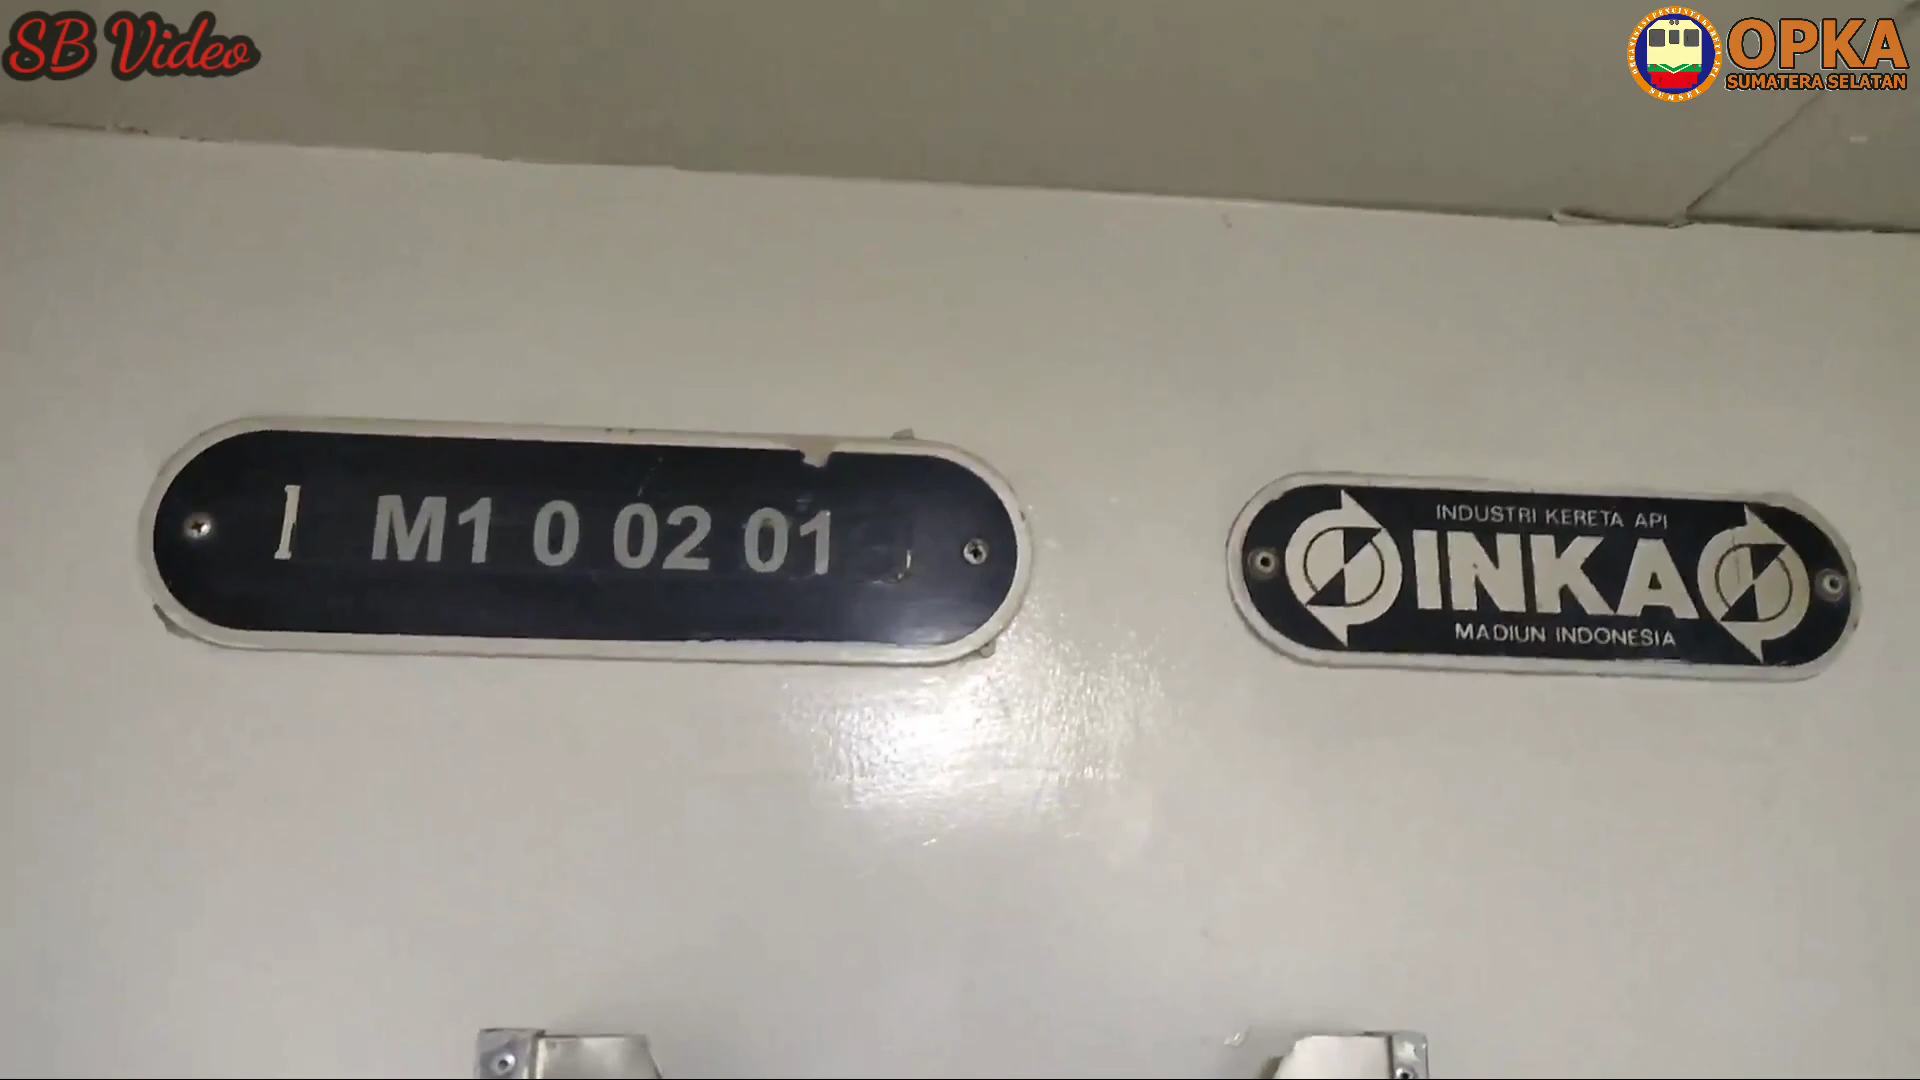 SB Video
OPKA
SUMATERA SELATAN
M1 0 02 01
INDUSTRI KERETA API
INKA
MADIUN INDONESIA